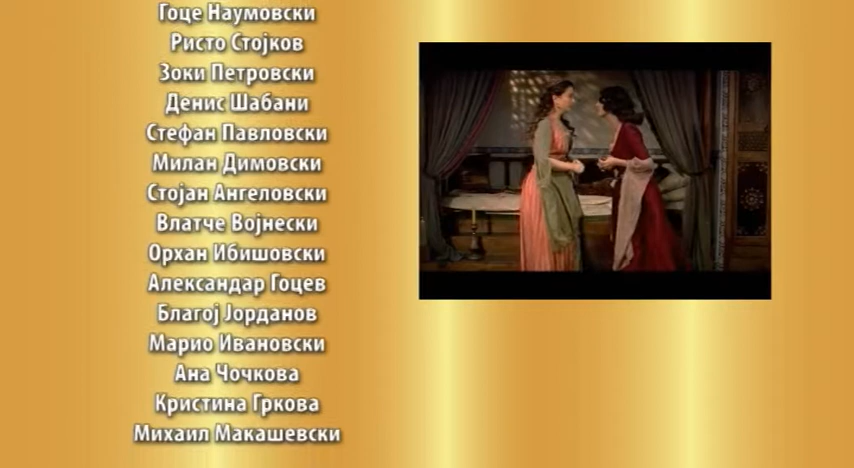 Гоце Наумовски
Ристо Стојков
Зоки Петровски
Денис Шабани
Стефан Павловски
Милан Димовски
Стојан Ангеловски
Влатче Војнески
Орхан Ибишовски
Александар Гоцев
Благој Јорданов
Марио Ивановски
Ана Чочкова
Кристина Гркова
Михаил Макашевски